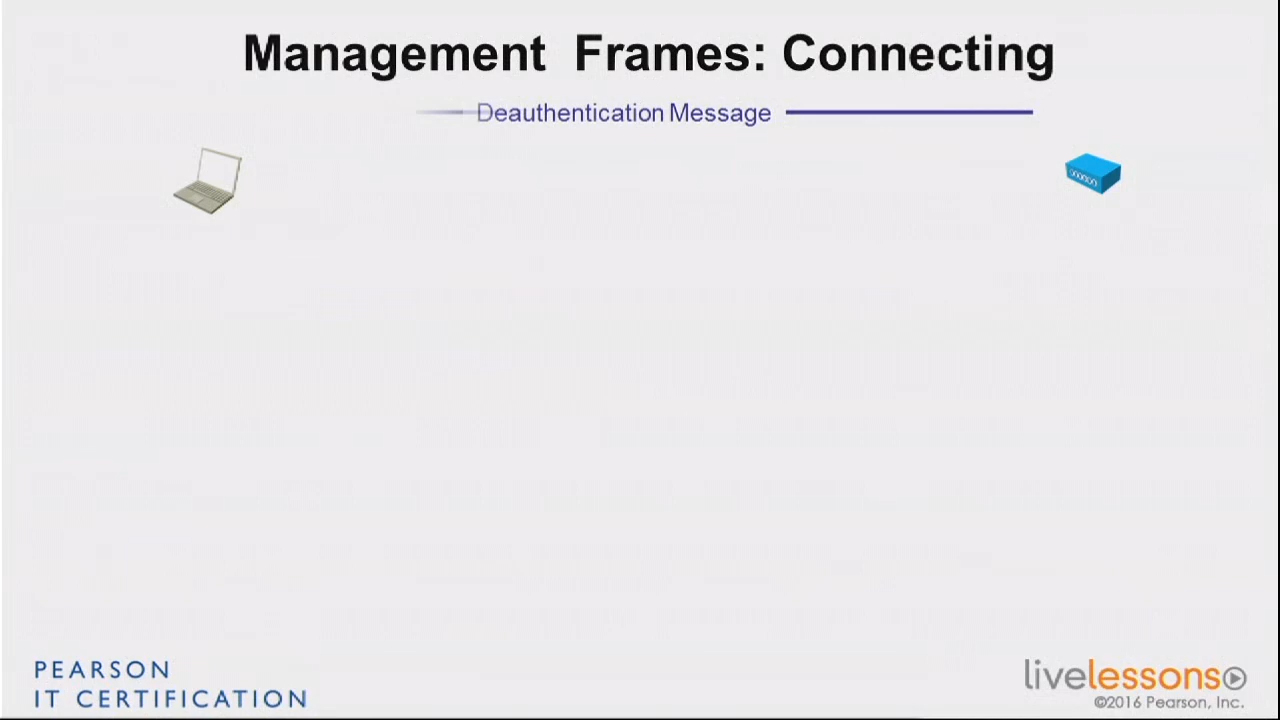 Management Frames: Connecting
Deauthentication Message
PEARSON
IT CERTIFICATION
livelessons
©2016 Pearson, Inc.